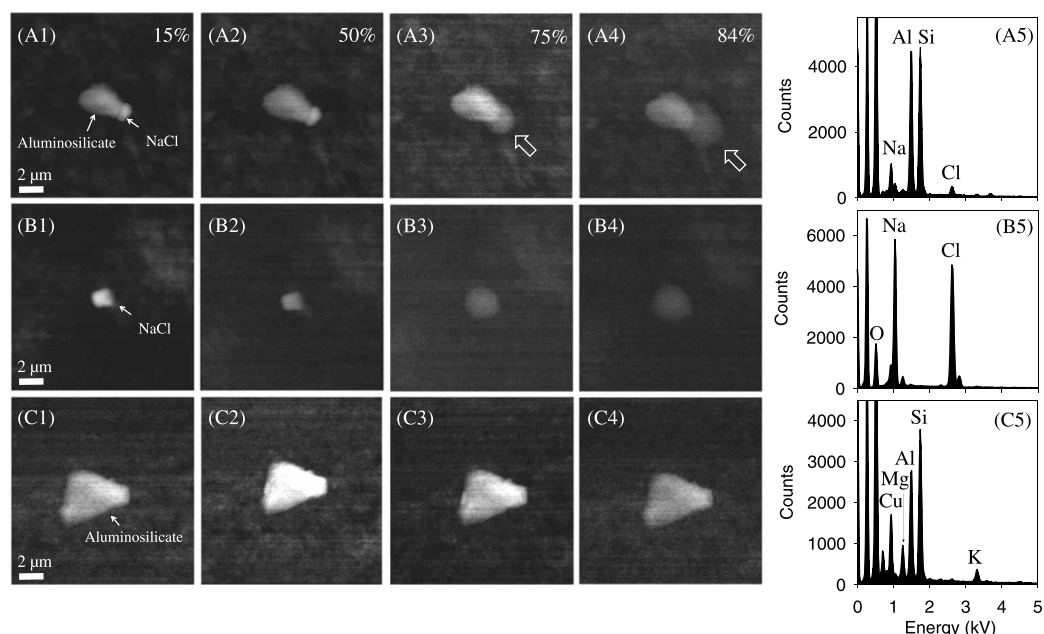 (A1) 15%
(A2) 50%
(A3) 75%
(A4) 84%
Aluminosilicate
NaCl
2 μm
(A5)
Counts
4000
2000
0
Al Si
Na
Cl
(B1)
(B2)
(B3)
(B4)
NaCl
2 μm
(B5)
Counts
6000
4000
2000
0
Na
Cl
O
(C1)
(C2)
(C3)
(C4)
Aluminosilicate
2 μm
(C5)
Counts
4000
3000
2000
1000
0
Si
Al
Mg
Cu
K
0 1 2 3 4 5
Energy (kV)